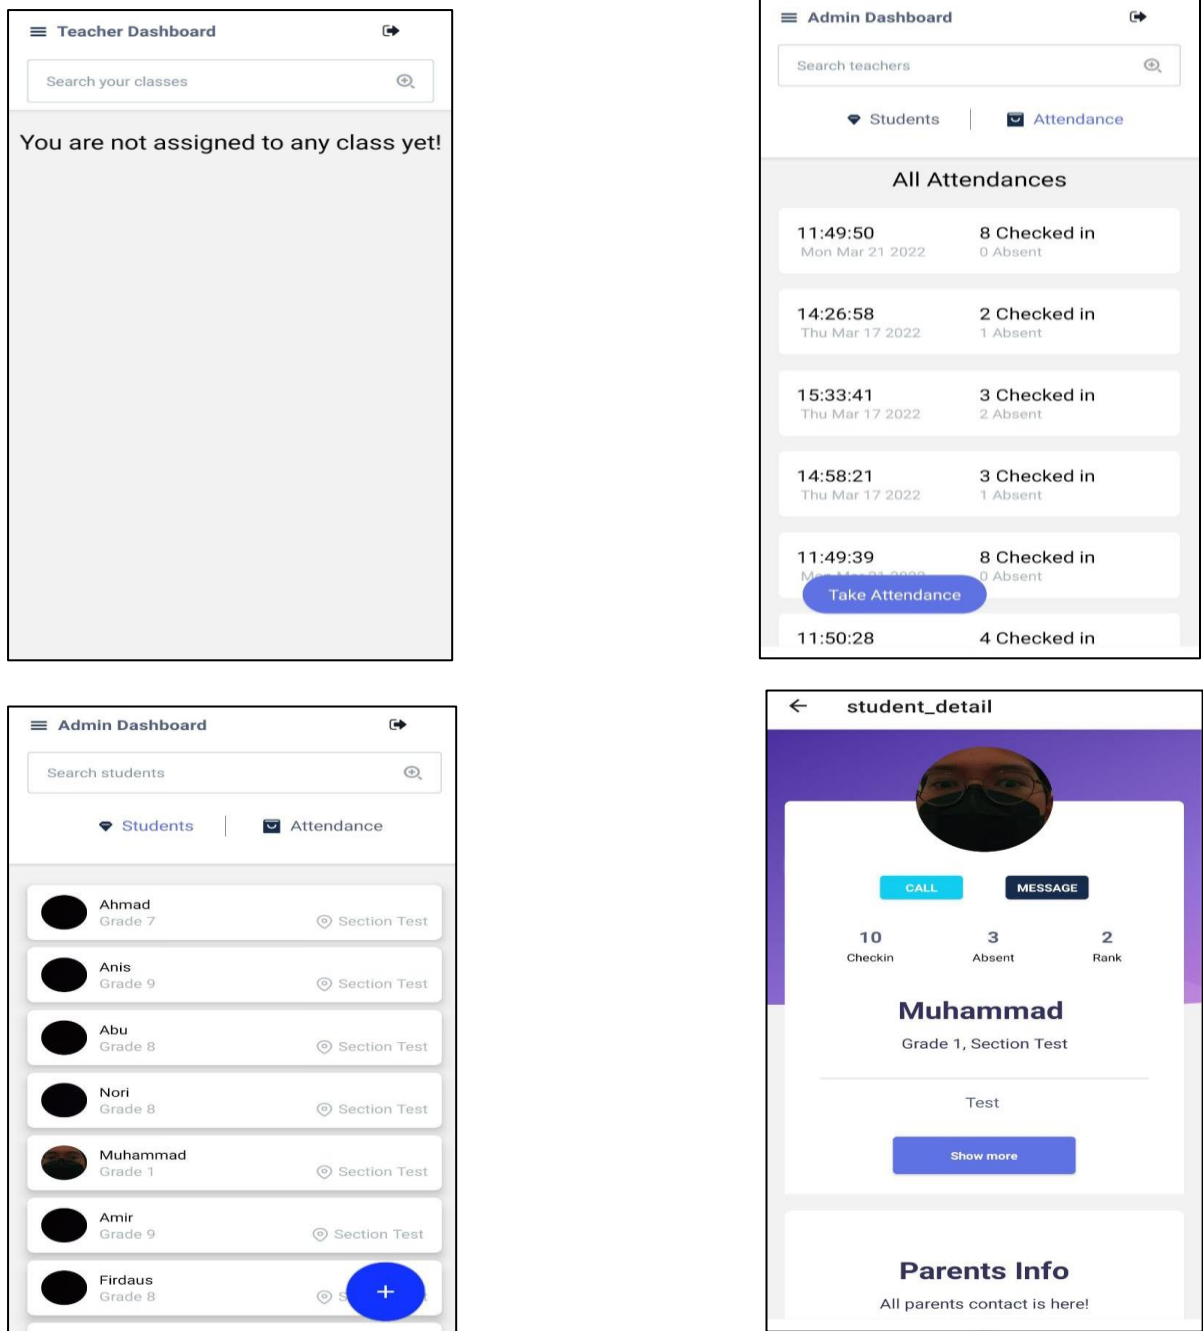 Teacher Dashboard
Search your classes
You are not assigned to any class yet!
Admin Dashboard
Search teachers
Students
Attendance
All Attendances
11:49:50
8 Checked in
Mon Mar 21 2022
0 Absent
14:26:58
2 Checked in
Thu Mar 17 2022
1 Absent
15:33:41
3 Checked in
Thu Mar 17 2022
2 Absent
14:58:21
3 Checked in
Thu Mar 17 2022
1 Absent
11:49:39
8 Checked in
Mon Mar 21 2022
0 Absent
Take Attendance
11:50:28
4 Checked in
Admin Dashboard
Search students
Students
Attendance
Ahmad
Grade 7
Section Test
Anis
Grade 9
Section Test
Abu
Grade 8
Section Test
Nori
Grade 8
Section Test
Muhammad
Grade 1
Section Test
Amir
Grade 9
Section Test
Firdaus
Grade 8
student_detail
CALL
MESSAGE
10
3
2
Checkin
Absent
Rank
Muhammad
Grade 1, Section Test
Test
Show more
Parents Info
All parents contact is here!